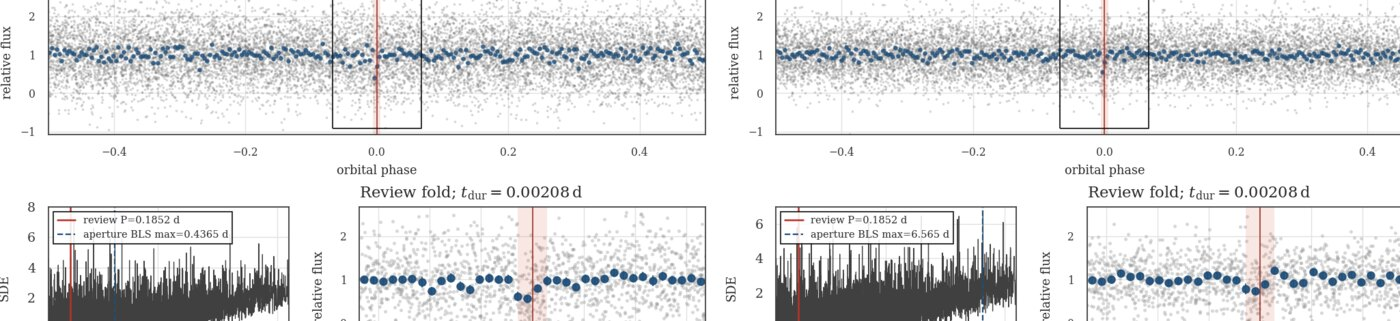 2
1
0
−1
relative flux
−0.4 −0.2 0.0 0.2 0.4
orbital phase
2
1
0
−1
relative flux
−0.4 −0.2 0.0 0.2 0.4
orbital phase
8
6
4
2
SDE
review P=0.1852 d
aperture BLS max=0.4365 d
Review fold; tdur = 0.00208 d
2
1
0
relative flux
6
4
2
SDE
review P=0.1852 d
aperture BLS max=6.565 d
Review fold; tdur = 0.00208 d
2
1
0
relative flux